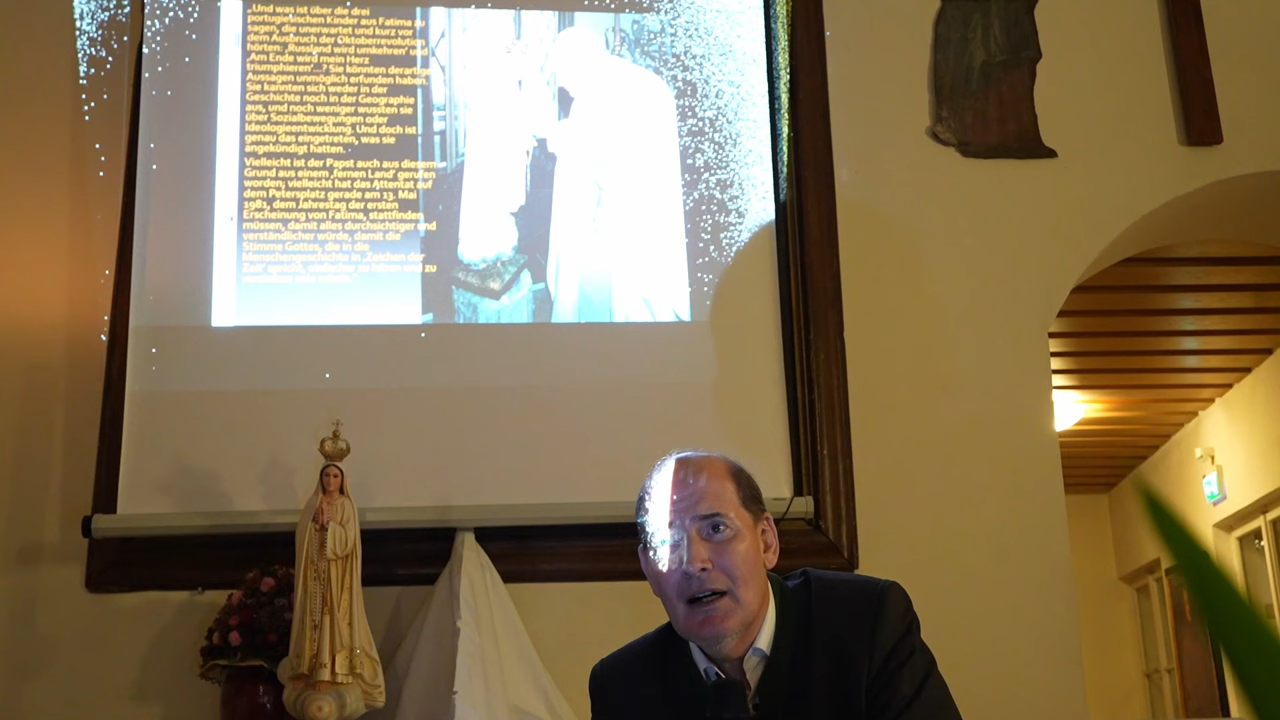 „Und was ist über die drei
portugiesischen Kinder aus Fatima zu
sagen, die unerwartet und kurz vor
dem Ausbruch der Oktoberrevolution
hörten: ‚Russland wird umkehren' und
‚Am Ende wird mein Herz
triumphieren'...? Sie könnten derartige
Aussagen unmöglich erfunden haben.
Sie kannten sich weder in der
Geschichte noch in der Geographie
aus, und noch weniger wussten sie
über Sozialbewegungen oder
Ideologieentwicklung. Und doch ist
genau das eingetreten, was sie
angekündigt hatten. -
Vielleicht ist der Papst auch aus diesem
Grund aus einem ‚fernen Land' gerufen
worden; vielleicht hat das Attentat auf
dem Petersplatz gerade am 13. Mai
1981, dem Jahrestag der ersten
Erscheinung von Fatima, stattfinden
müssen, damit alles durchsichtiger und
verständlicher würde, damit die
Stimme Gottes, die in die
Menschengeschichte in ‚Zeichen der
Zeit' spricht, einfacher zu hören und zu